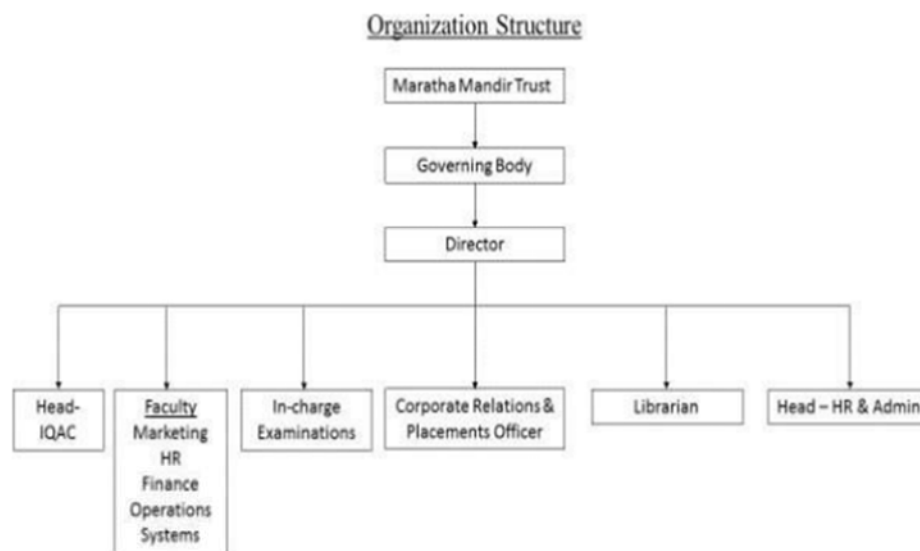 Organization Structure
Maratha Mandir Trust
Governing Body
Director
Head-
IQAC
Faculty
Marketing
HR
Finance
Operations
Systems
In-charge
Examinations
Corporate Relations &
Placements Officer
Librarian
Head – HR & Admin